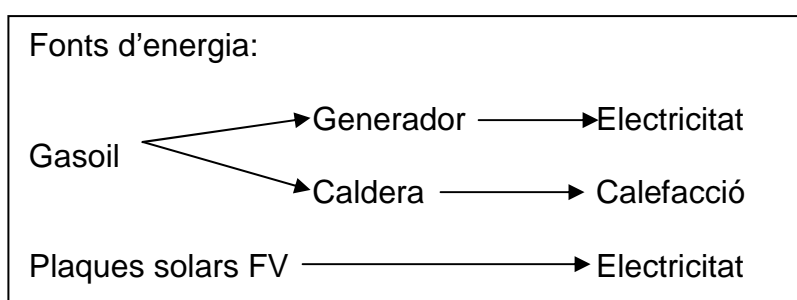 Fonts d'energia:
Generador Electricitat
Gasoil
Caldera Calefacció
Plaques solars FV Electricitat